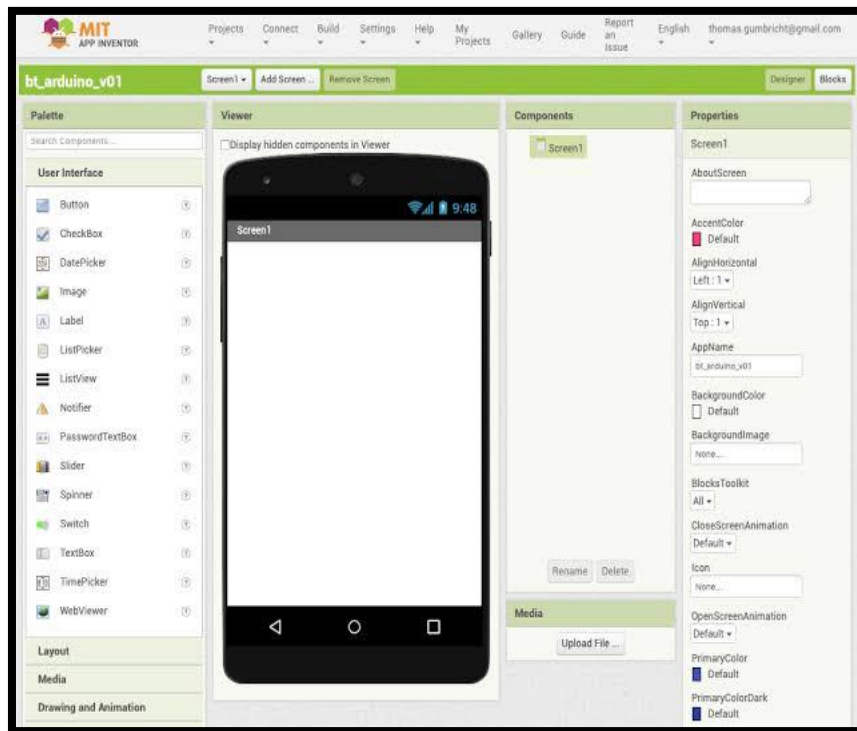 MIT
APP INVENTOR
Projects Connect Build Settings Help My Projects Gallery Guide Report an Issue English thomas.gumbricht@gmail.com
bt_arduino_v01 Screen1 Add Screen ... Remove Screen Designer Blocks
Palette
Search Components...
User Interface
Button
CheckBox
DatePicker
Image
Label
ListPicker
ListView
Notifier
PasswordTextBox
Slider
Spinner
Switch
TextBox
TimePicker
WebViewer
Layout
Media
Drawing and Animation
Viewer
Display hidden components in Viewer
9:48
Screen1
Components
Screen1
Rename Delete
Media
Upload File ...
Properties
Screen1
AboutScreen
AccentColor
Default
AlignHorizontal
Left : 1
AlignVertical
Top : 1
AppName
bt_arduino_v01
BackgroundColor
Default
BackgroundImage
None...
BlocksToolkit
All
CloseScreenAnimation
Default
Icon
None...
OpenScreenAnimation
Default
PrimaryColor
Default
PrimaryColorDark
Default